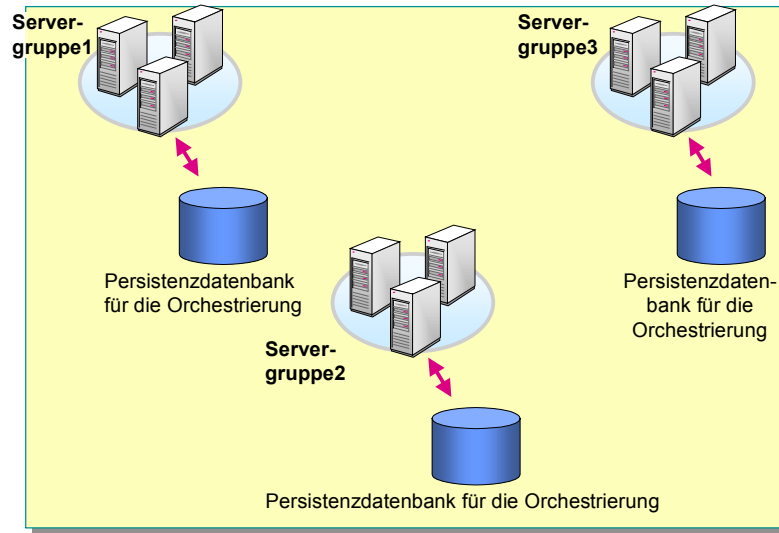 Server-
gruppe1
Server-
gruppe3
Persistenzdatenbank
für die Orchestrierung
Persistenzdaten-
bank für die
Orchestrierung
Server-
gruppe2
Persistenzdatenbank für die Orchestrierung